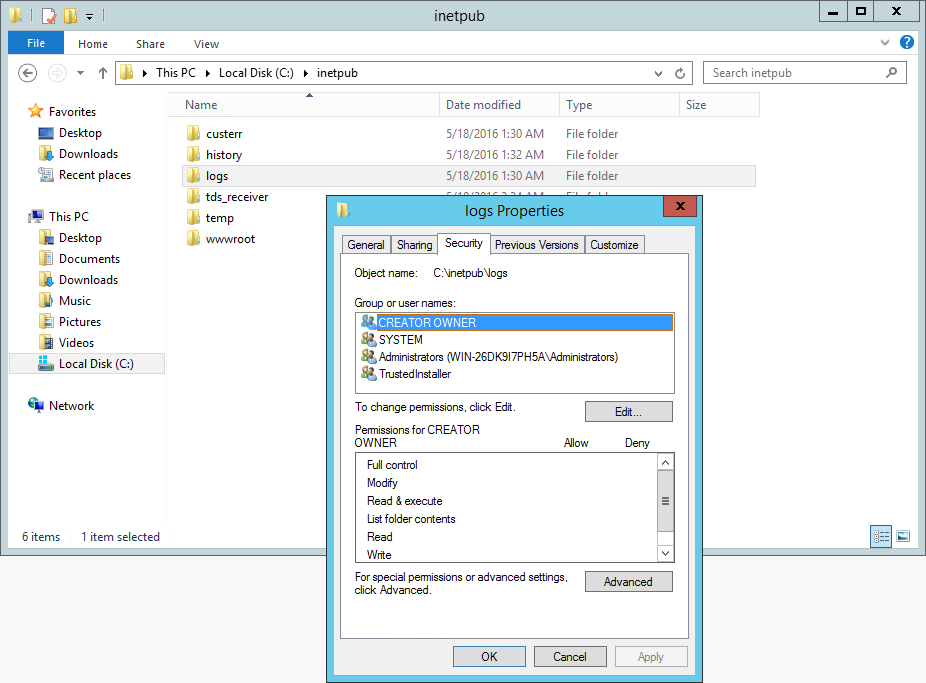 inetpub
File Home Share View
This PC Local Disk (C:) inetpub
Search inetpub
Favorites
Desktop
Downloads
Recent places
This PC
Desktop
Documents
Downloads
Music
Pictures
Videos
Local Disk (C:)
Network
Name Date modified Type Size
custerr 5/18/2016 1:30 AM File folder
history 5/18/2016 1:32 AM File folder
logs 5/18/2016 1:30 AM File folder
tds_receiver
temp
wwwroot
logs Properties
General Sharing Security Previous Versions Customize
Object name: C:\inetpub\logs
Group or user names:
CREATOR OWNER
SYSTEM
Administrators (WIN-26DK9I7PH5A\Administrators)
TrustedInstaller
To change permissions, click Edit.
Edit...
Permissions for CREATOR
OWNER Allow Deny
Full control
Modify
Read & execute
List folder contents
Read
Write
For special permissions or advanced settings,
click Advanced.
Advanced
OK Cancel Apply
6 items 1 item selected